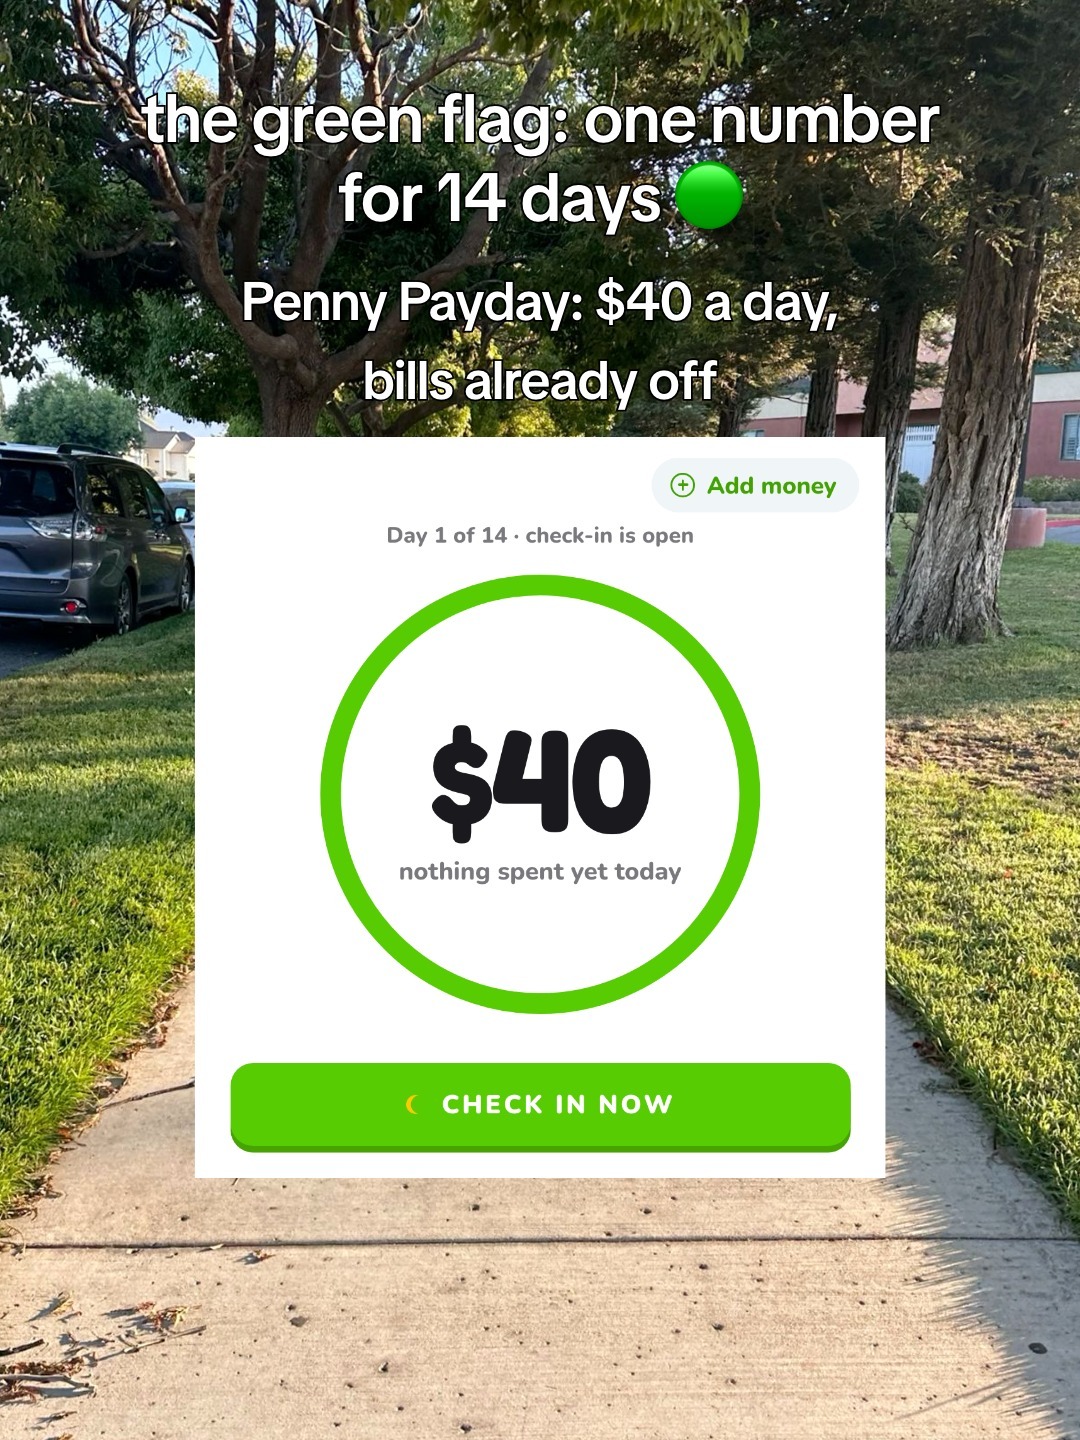 the green flag: one number
for 14 days 🟢
Penny Payday: $40 a day,
bills already off
Add money
Day 1 of 14 · check-in is open
$40
nothing spent yet today
CHECK IN NOW